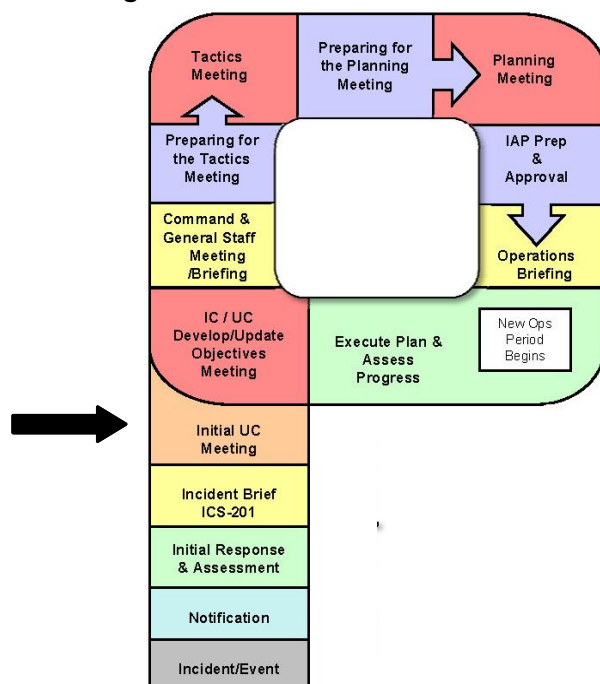 Tactics
Meeting
Preparing for
the Planning
Meeting
Planning
Meeting
Preparing for
the Tactics
Meeting
IAP Prep
&
Approval
Command &
General Staff
Meeting
/Briefing
Operations
Briefing
IC / UC
Develop/Update
Objectives
Meeting
Execute Plan &
Assess
Progress
New Ops
Period
Begins
Initial UC
Meeting
Incident Brief
ICS-201
Initial Response
& Assessment
Notification
Incident/Event